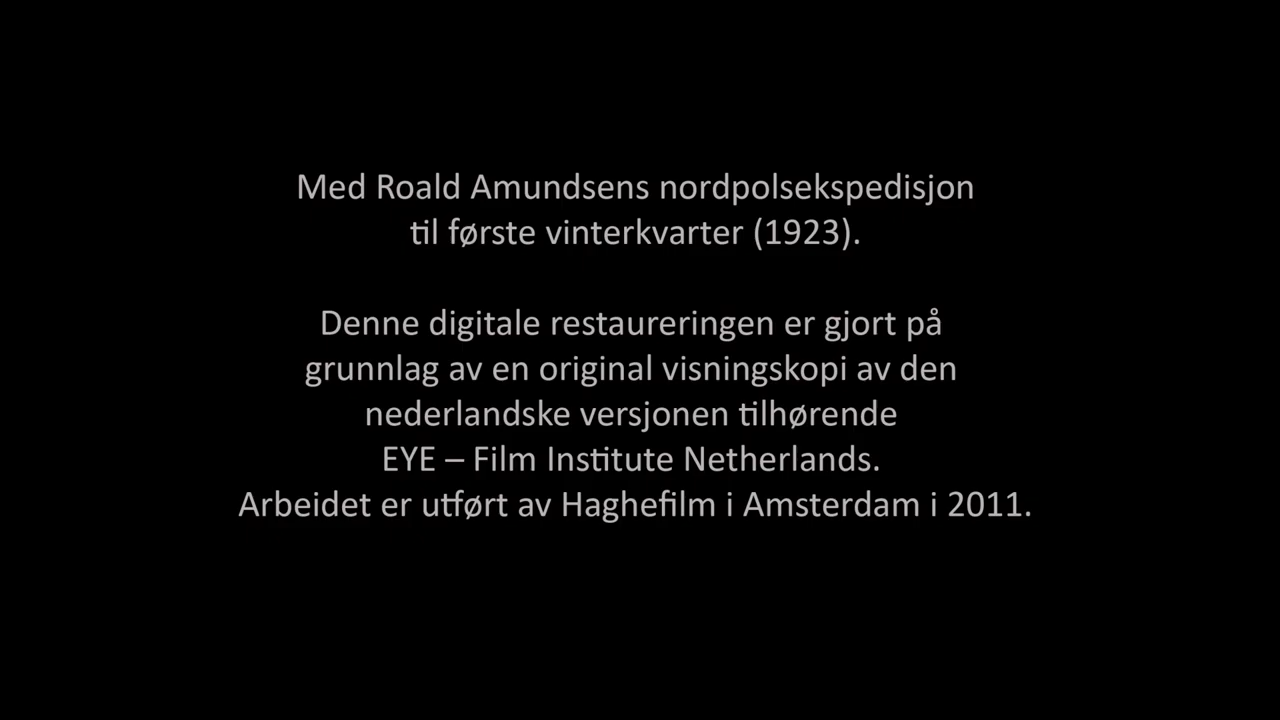 Med Roald Amundsens nordpolsekspedisjon
til første vinterkvarter (1923).
Denne digitale restaureringen er gjort på
grunnlag av en original visningskopi av den
nederlandske versjonen tilhørende
EYE – Film Institute Netherlands.
Arbeidet er utført av Haghefilm i Amsterdam i 2011.